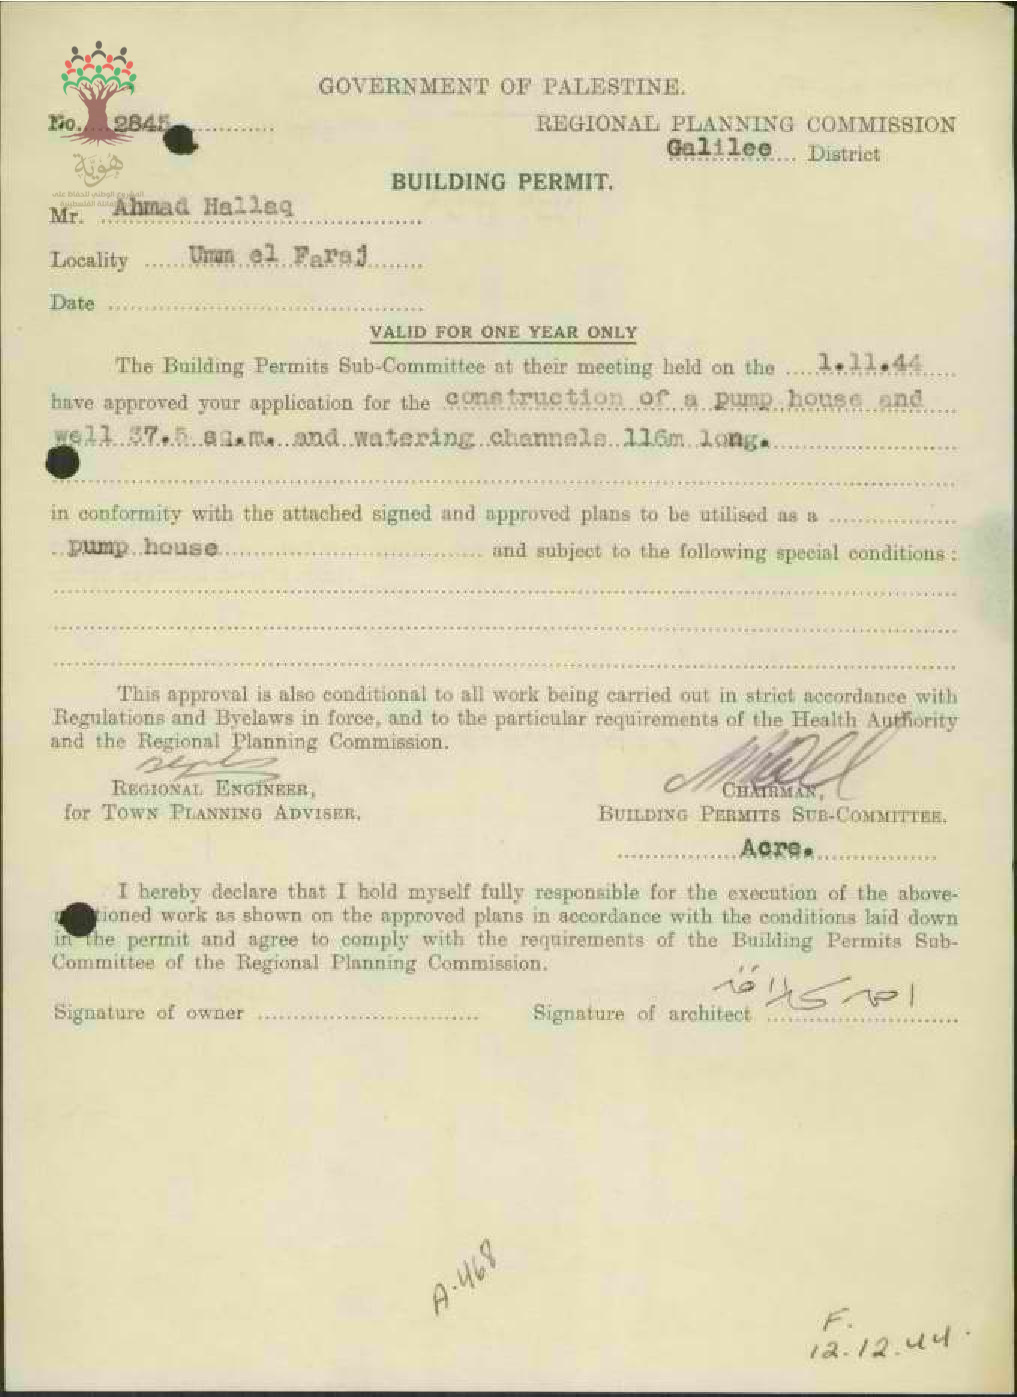 GOVERNMENT OF PALESTINE.
No. 2845
REGIONAL PLANNING COMMISSION
Galilee District
هوية
BUILDING PERMIT.
Mr. Ahmad Hallaq
Locality Umm el Faraj
Date
VALID FOR ONE YEAR ONLY
The Building Permits Sub-Committee at their meeting held on the 1.11.44
have approved your application for the construction of a pump house and
well 37.5 sq.m. and watering channels 116m long.
in conformity with the attached signed and approved plans to be utilised as a
pump house and subject to the following special conditions :
This approval is also conditional to all work being carried out in strict accordance with
Regulations and Byelaws in force, and to the particular requirements of the Health Authority
and the Regional Planning Commission.
REGIONAL ENGINEER,
for TOWN PLANNING ADVISER.
CHAIRMAN,
BUILDING PERMITS SUB-COMMITTEE.
Acre.
I hereby declare that I hold myself fully responsible for the execution of the above-
tioned work as shown on the approved plans in accordance with the conditions laid down
in the permit and agree to comply with the requirements of the Building Permits Sub-
Committee of the Regional Planning Commission.
Signature of owner
Signature of architect احمد
A-468
F.
12.12.44.